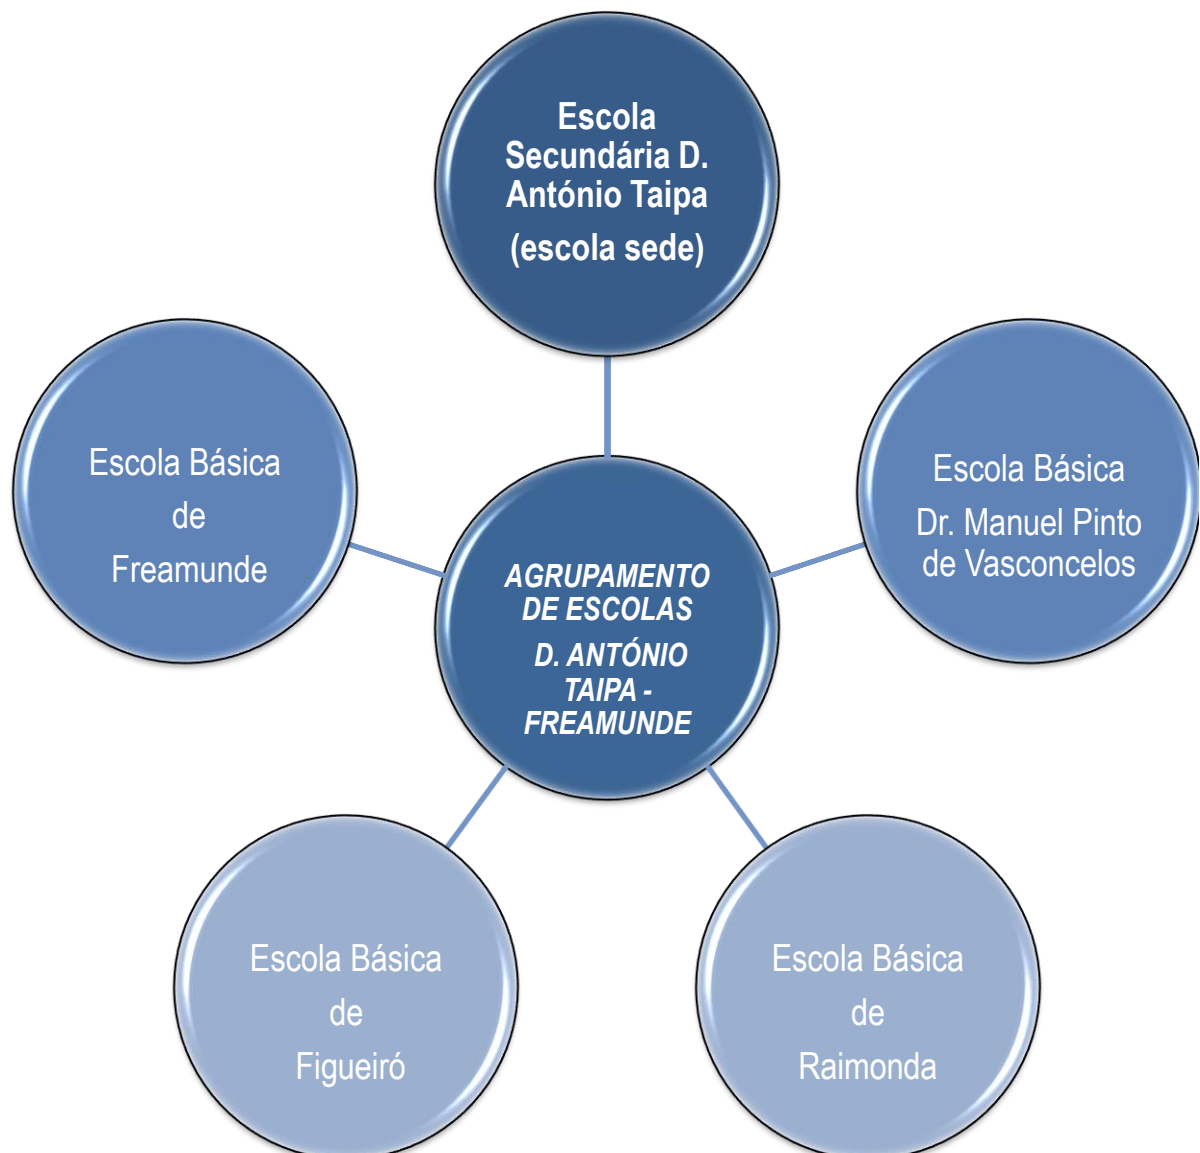 Escola
Secundária D.
António Taipa
(escola sede)
Escola Básica
de
Freamunde
Escola Básica
Dr. Manuel Pinto
de Vasconcelos
AGRUPAMENTO
DE ESCOLAS
D. ANTÓNIO
TAIPA -
FREAMUNDE
Escola Básica
de
Figueiró
Escola Básica
de
Raimonda